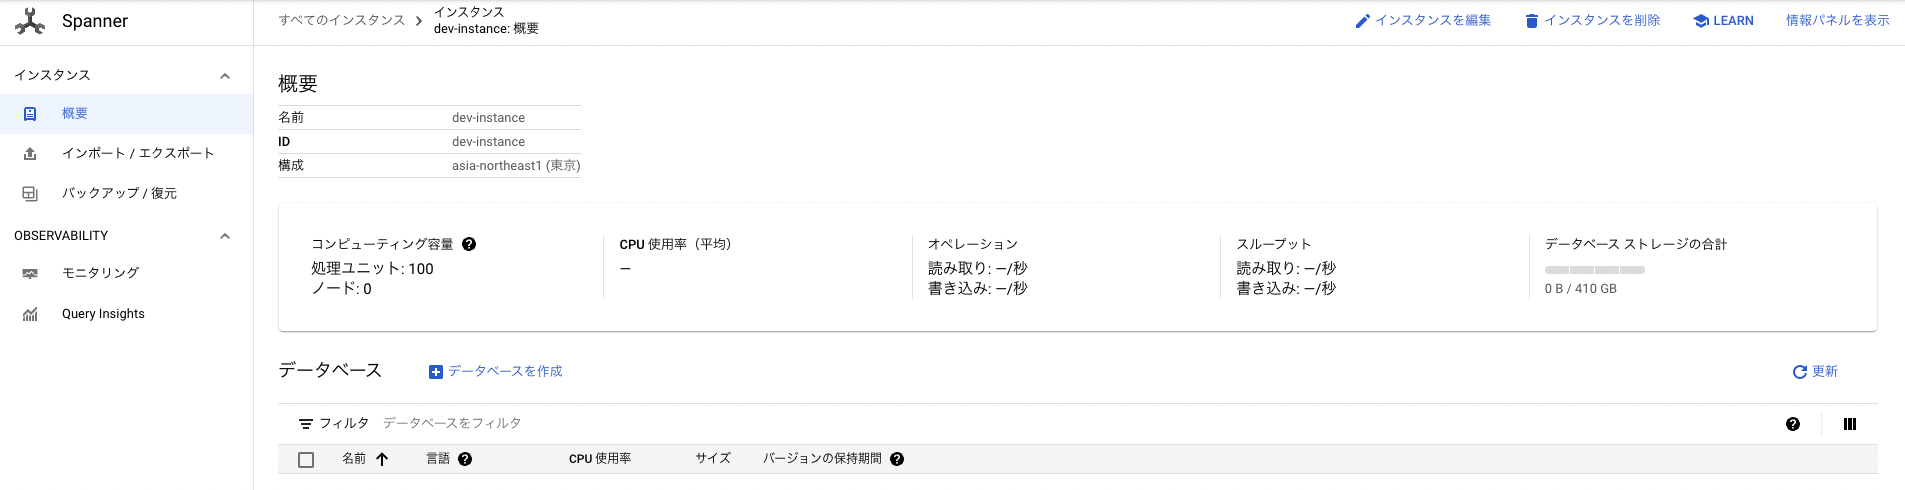 Spanner
すべてのインスタンス
インスタンス
dev-instance: 概要
インスタンスを編集
インスタンスを削除
LEARN
情報パネルを表示
インスタンス
概要
インポート / エクスポート
バックアップ / 復元
OBSERVABILITY
モニタリング
Query Insights
概要
名前 dev-instance
ID dev-instance
構成 asia-northeast1 (東京)
コンピューティング容量
処理ユニット: 100
ノード: 0
CPU 使用率（平均）
–
オペレーション
読み取り: –/秒
書き込み: –/秒
スループット
読み取り: –/秒
書き込み: –/秒
データベース ストレージの合計
0 B / 410 GB
データベース
データベースを作成
更新
フィルタ データベースをフィルタ
名前 言語 CPU 使用率 サイズ バージョンの保持期間